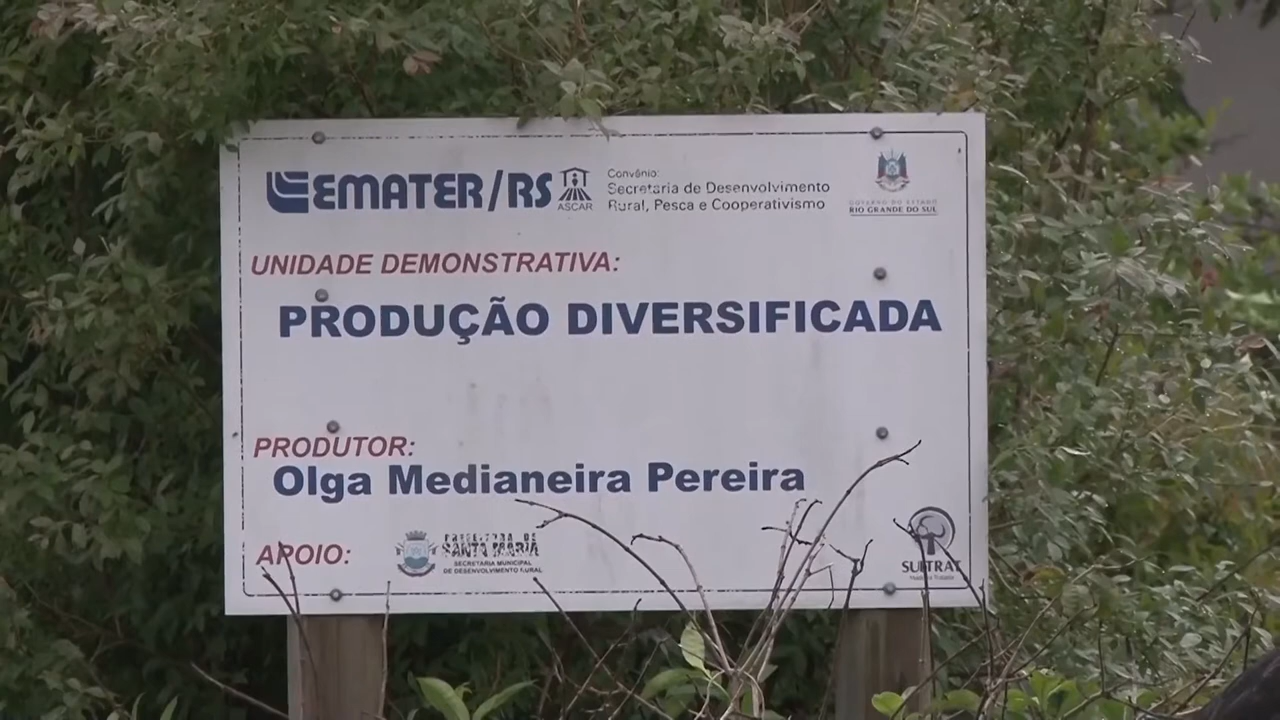 EMATER/RS
ASCAR
Convênio:
Secretaria de Desenvolvimento
Rural, Pesca e Cooperativismo
GOVERNO DO ESTADO
RIO GRANDE DO SUL
UNIDADE DEMONSTRATIVA:
PRODUÇÃO DIVERSIFICADA
PRODUTOR:
Olga Medianeira Pereira
APOIO:
PREFEITURA DE
SANTA MARIA
SECRETARIA MUNICIPAL
DE DESENVOLVIMENTO RURAL